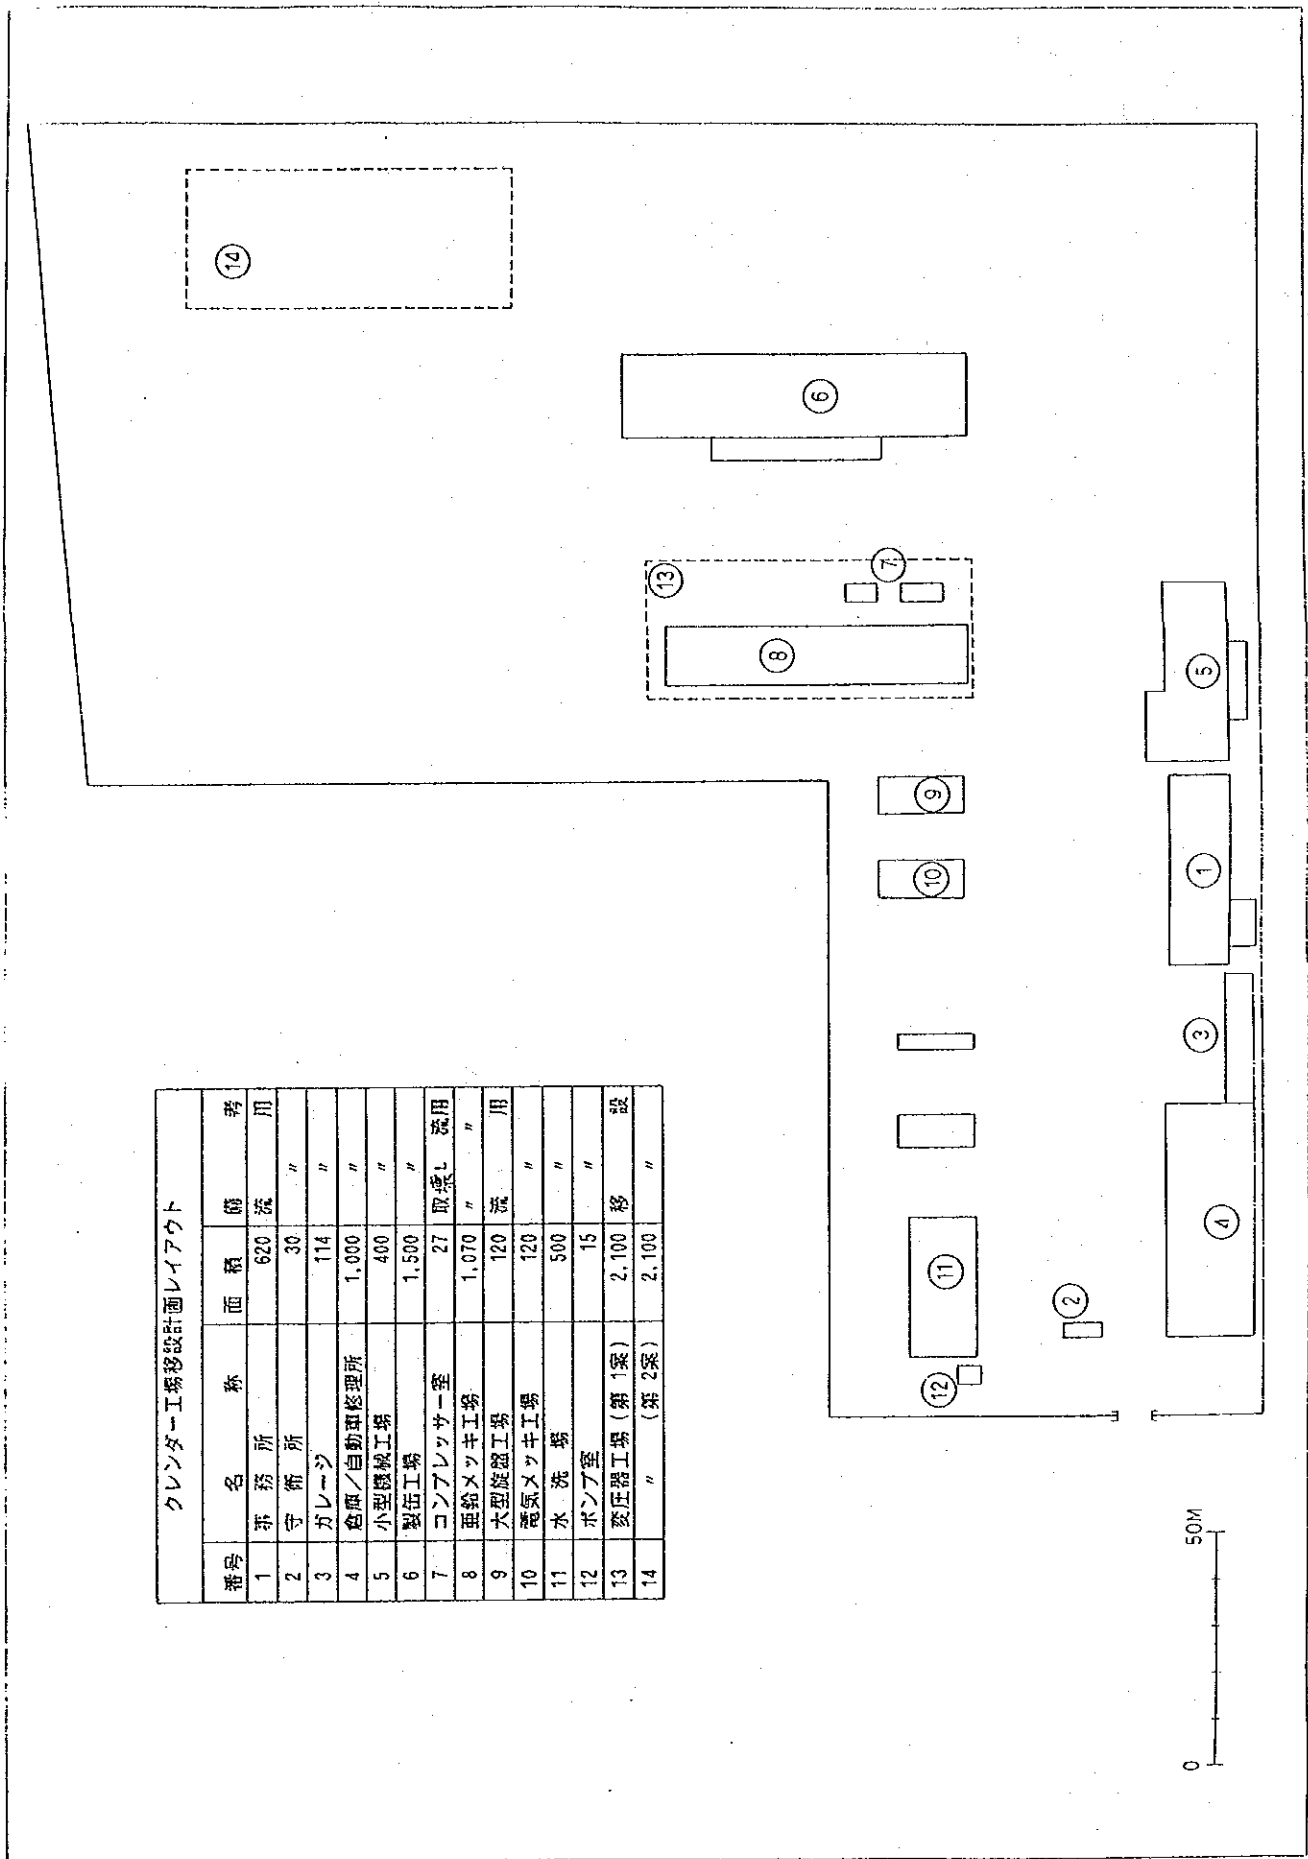 クレンダー工場移設計画レイアウト
番号 名称 面積 備考
1 事務所 620 流用
2 守衛所 30 〃
3 ガレージ 114 〃
4 倉庫／自動車修理所 1,000 〃
5 小型機械工場 400 〃
6 製缶工場 1,500 〃
7 コンプレッサー室 27 取壊し 流用
8 亜鉛メッキ工場 1,070 〃 〃
9 大型旋盤工場 120 流用
10 電気メッキ工場 120 〃
11 水洗場 500 〃
12 ポンプ室 15 〃
13 変圧器工場(第1案) 2,100 移設
14 〃 (第2案) 2,100 〃
14
6
13
7
8
9
10
5
1
3
4
11
2
12
0 50M